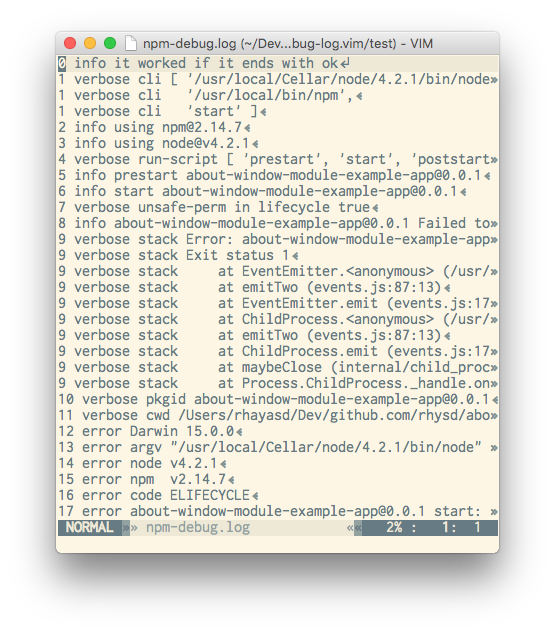 npm-debug.log (~/Dev...bug-log.vim/test) - VIM
0 info it worked if it ends with ok
1 verbose cli [ '/usr/local/Cellar/node/4.2.1/bin/node»
1 verbose cli   '/usr/local/bin/npm',
1 verbose cli   'start' ]
2 info using npm@2.14.7
3 info using node@v4.2.1
4 verbose run-script [ 'prestart', 'start', 'poststart»
5 info prestart about-window-module-example-app@0.0.1
6 info start about-window-module-example-app@0.0.1
7 verbose unsafe-perm in lifecycle true
8 info about-window-module-example-app@0.0.1 Failed to»
9 verbose stack Error: about-window-module-example-app»
9 verbose stack Exit status 1
9 verbose stack     at EventEmitter.<anonymous> (/usr/»
9 verbose stack     at emitTwo (events.js:87:13)
9 verbose stack     at EventEmitter.emit (events.js:17»
9 verbose stack     at ChildProcess.<anonymous> (/usr/»
9 verbose stack     at emitTwo (events.js:87:13)
9 verbose stack     at ChildProcess.emit (events.js:17»
9 verbose stack     at maybeClose (internal/child_proc»
9 verbose stack     at Process.ChildProcess._handle.on»
10 verbose pkgid about-window-module-example-app@0.0.1
11 verbose cwd /Users/rhayasd/Dev/github.com/rhysd/abo»
12 error Darwin 15.0.0
13 error argv "/usr/local/Cellar/node/4.2.1/bin/node" »
14 error node v4.2.1
15 error npm  v2.14.7
16 error code ELIFECYCLE
17 error about-window-module-example-app@0.0.1 start: »
NORMAL »» npm-debug.log «« 2% : 1: 1